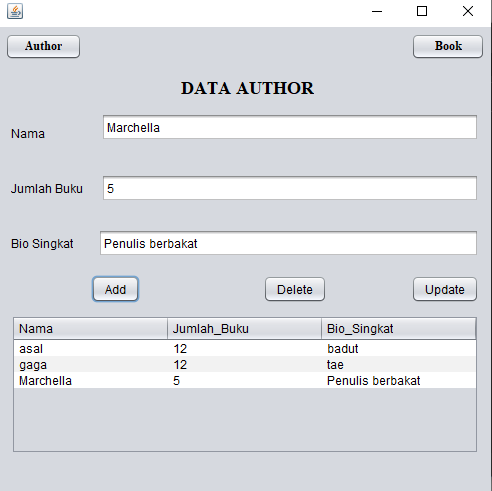 Author Book
DATA AUTHOR
Nama Marchella
Jumlah Buku 5
Bio Singkat Penulis berbakat
Add Delete Update
Nama Jumlah_Buku Bio_Singkat
asal 12 badut
gaga 12 tae
Marchella 5 Penulis berbakat